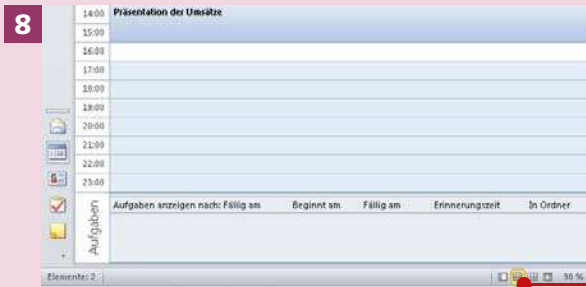 8
14:00 Präsentation der Umsätze
15:00
16:00
17:00
18:00
19:00
20:00
21:00
22:00
23:00
Aufgaben
Aufgaben anzeigen nach: Fällig am Beginnt am Fällig am Erinnerungszeit In Ordner
Elemente: 2 90 %